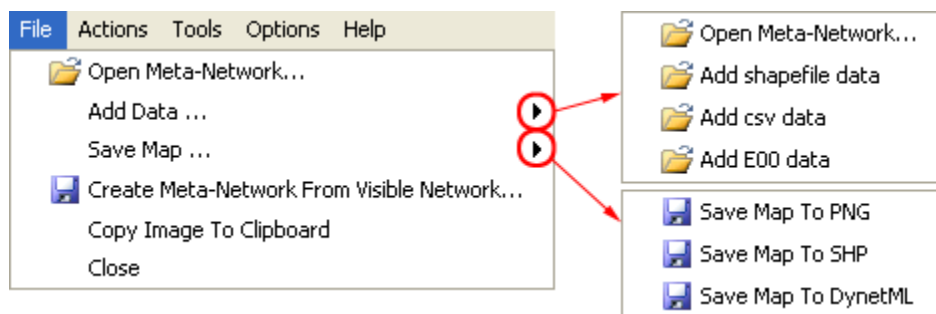 File Actions Tools Options Help
Open Meta-Network...
Add Data ...
Save Map ...
Create Meta-Network From Visible Network...
Copy Image To Clipboard
Close
Open Meta-Network...
Add shapefile data
Add csv data
Add E00 data
Save Map To PNG
Save Map To SHP
Save Map To DynetML